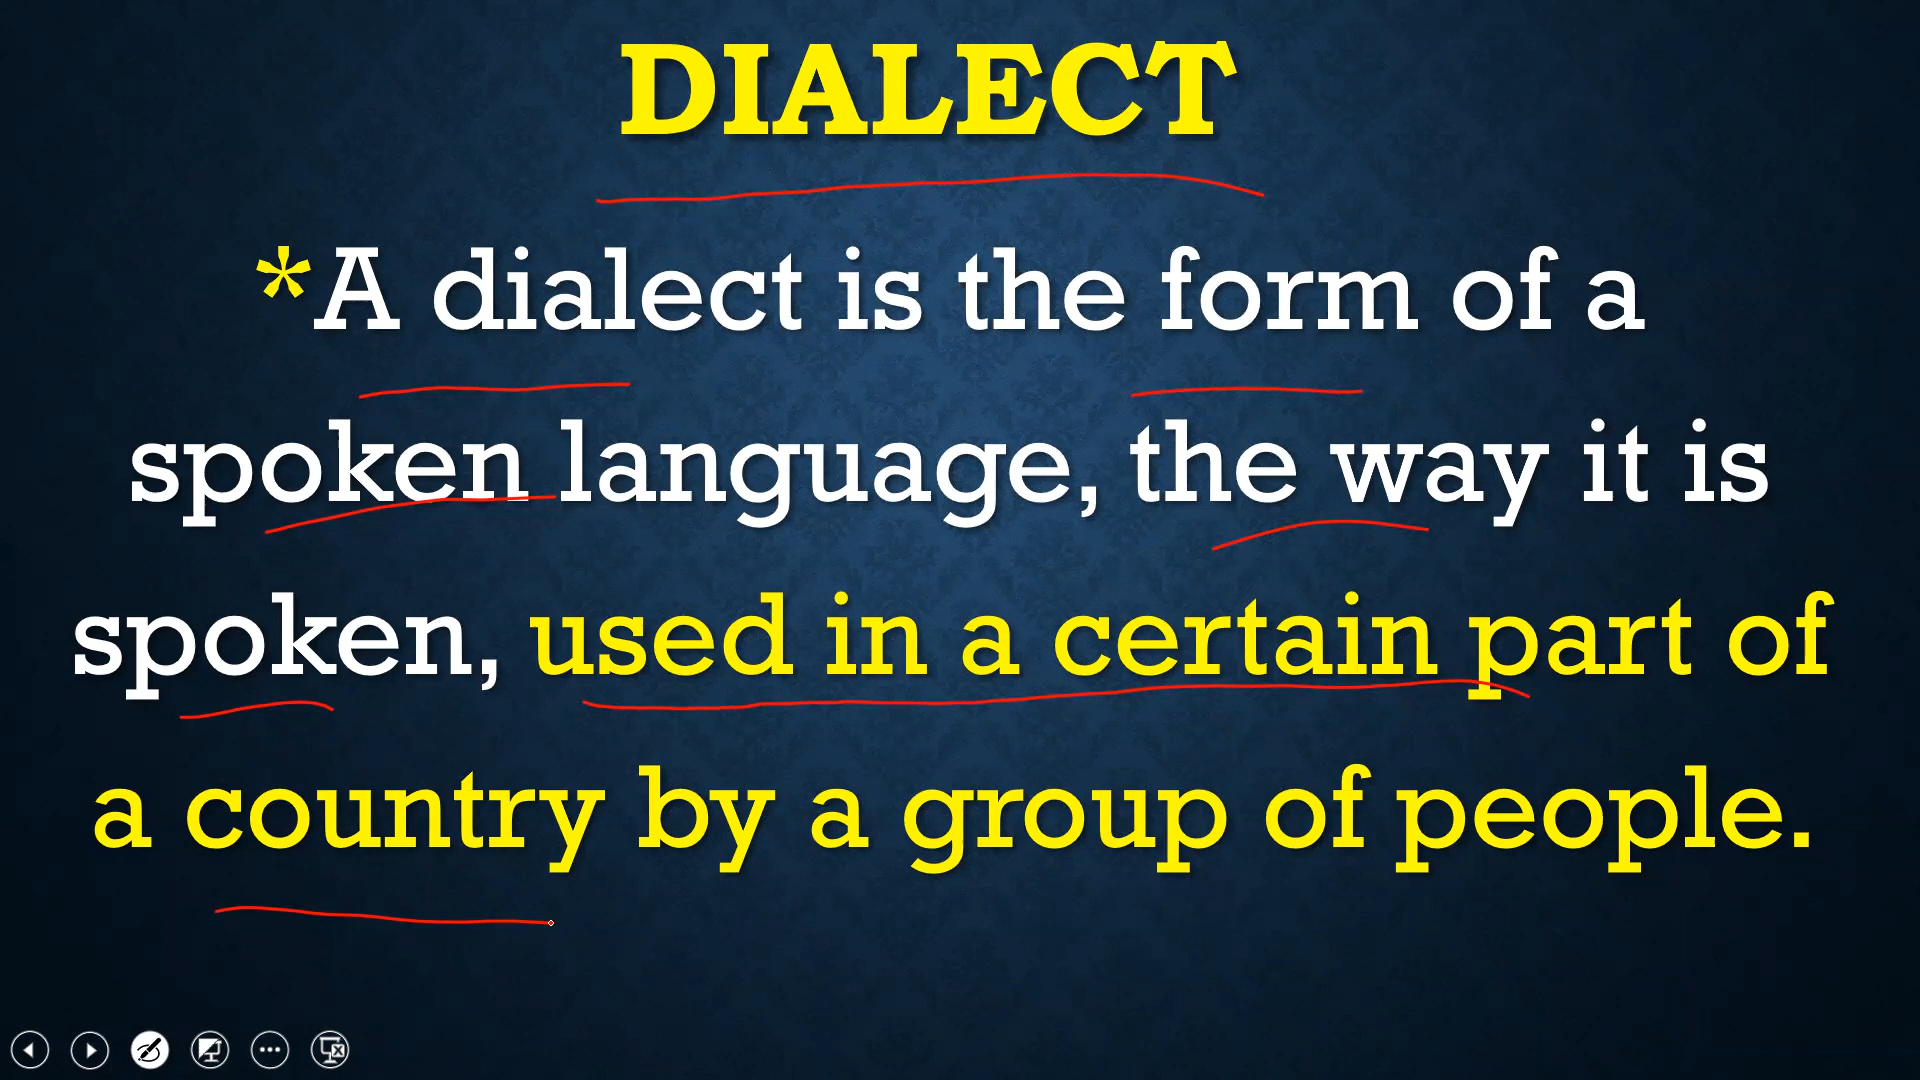 DIALECT
*A dialect is the form of a
spoken language, the way it is
spoken, used in a certain part of
a country by a group of people.